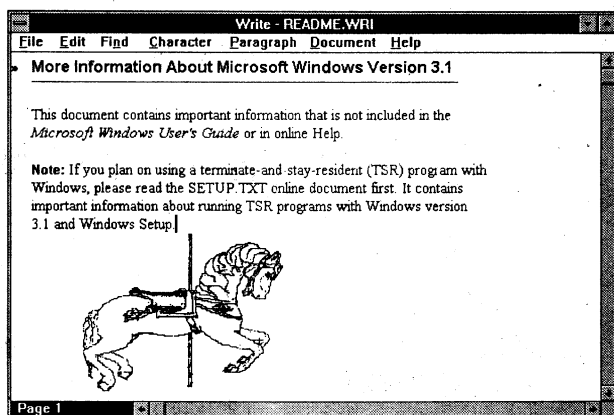 Write - README.WRI
File Edit Find Character Paragraph Document Help
More Information About Microsoft Windows Version 3.1
This document contains important information that is not included in the
Microsoft Windows User's Guide or in online Help.
Note: If you plan on using a terminate-and-stay-resident (TSR) program with
Windows, please read the SETUP.TXT online document first. It contains
important information about running TSR programs with Windows version
3.1 and Windows Setup.
Page 1